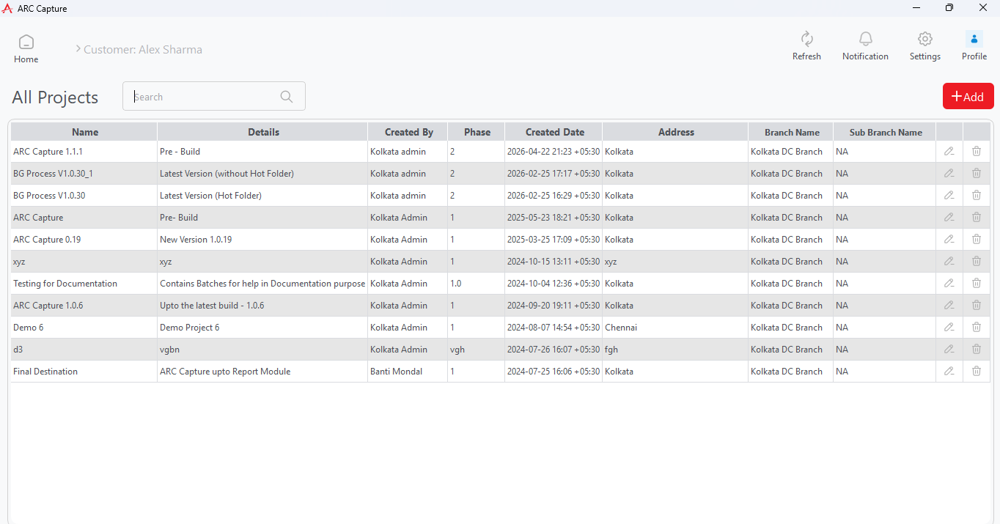 ARC Capture
Home
> Customer: Alex Sharma
Refresh Notification Settings Profile
All Projects
Search
+Add
Name Details Created By Phase Created Date Address Branch Name Sub Branch Name
ARC Capture 1.1.1 Pre - Build Kolkata admin 2 2026-04-22 21:23 +05:30 Kolkata Kolkata DC Branch NA
BG Process V1.0.30_1 Latest Version (without Hot Folder) Kolkata admin 2 2026-02-25 17:17 +05:30 Kolkata Kolkata DC Branch NA
BG Process V1.0.30 Latest Version (Hot Folder) Kolkata admin 2 2026-02-25 16:29 +05:30 Kolkata Kolkata DC Branch NA
ARC Capture Pre- Build Kolkata Admin 1 2025-05-23 18:21 +05:30 Kolkata Kolkata DC Branch NA
ARC Capture 0.19 New Version 1.0.19 Kolkata Admin 1 2025-03-25 17:09 +05:30 Kolkata Kolkata DC Branch NA
xyz xyz Kolkata Admin 1 2024-10-15 13:11 +05:30 xyz Kolkata DC Branch NA
Testing for Documentation Contains Batches for help in Documentation purpose Kolkata Admin 1.0 2024-10-04 12:36 +05:30 Kolkata Kolkata DC Branch NA
ARC Capture 1.0.6 Upto the latest build - 1.0.6 Kolkata Admin 1 2024-09-20 19:11 +05:30 Kolkata Kolkata DC Branch NA
Demo 6 Demo Project 6 Kolkata Admin 1 2024-08-07 14:54 +05:30 Chennai Kolkata DC Branch NA
d3 vgbn Kolkata Admin vgh 2024-07-26 16:07 +05:30 fgh Kolkata DC Branch NA
Final Destination ARC Capture upto Report Module Banti Mondal 1 2024-07-25 16:06 +05:30 Kolkata Kolkata DC Branch NA